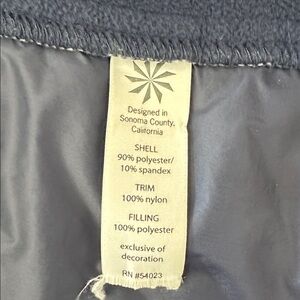 Designed in
Sonoma County,
California
SHELL
90% polyester/
10% spandex
TRIM
100% nylon
FILLING
100% polyester
exclusive of
decoration
RN #54023